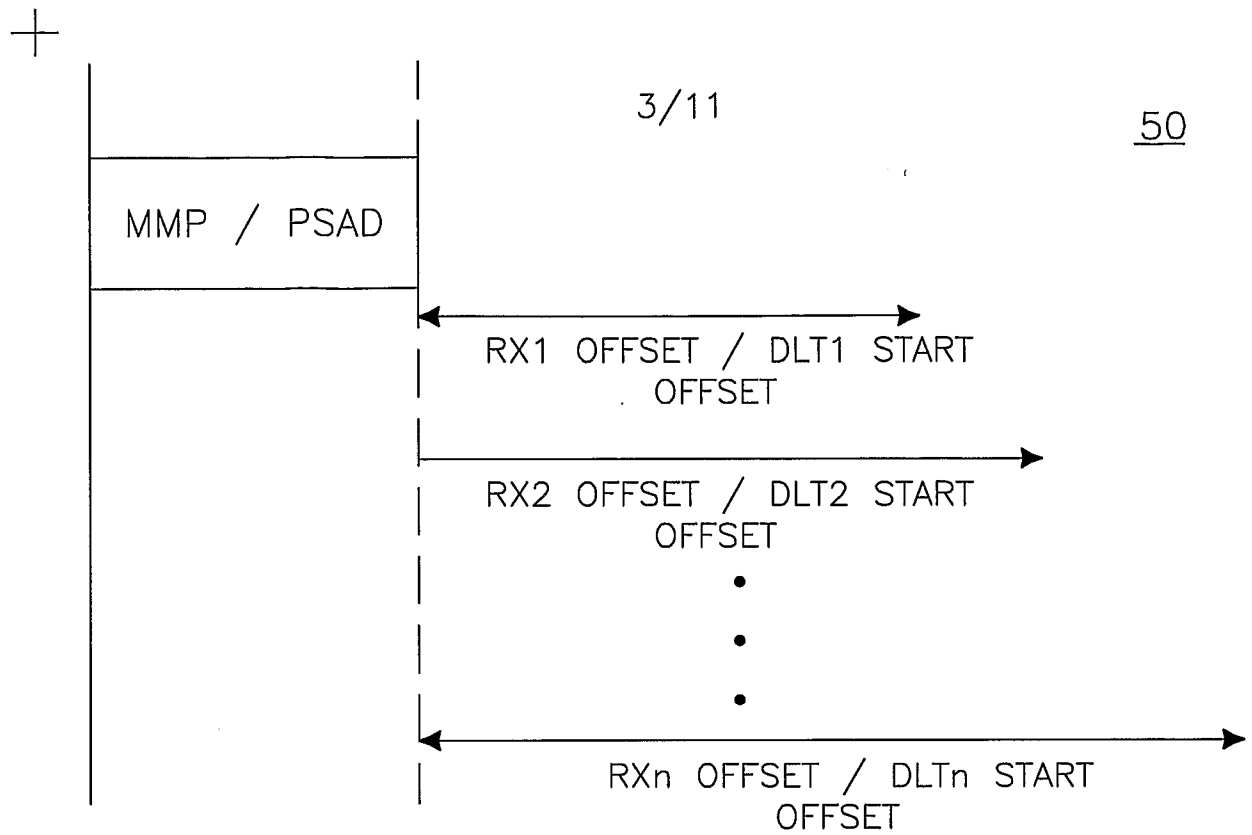 3/11
50
MMP / PSAD
RX1 OFFSET / DLT1 START
OFFSET
RX2 OFFSET / DLT2 START
OFFSET
RXn OFFSET / DLTn START
OFFSET